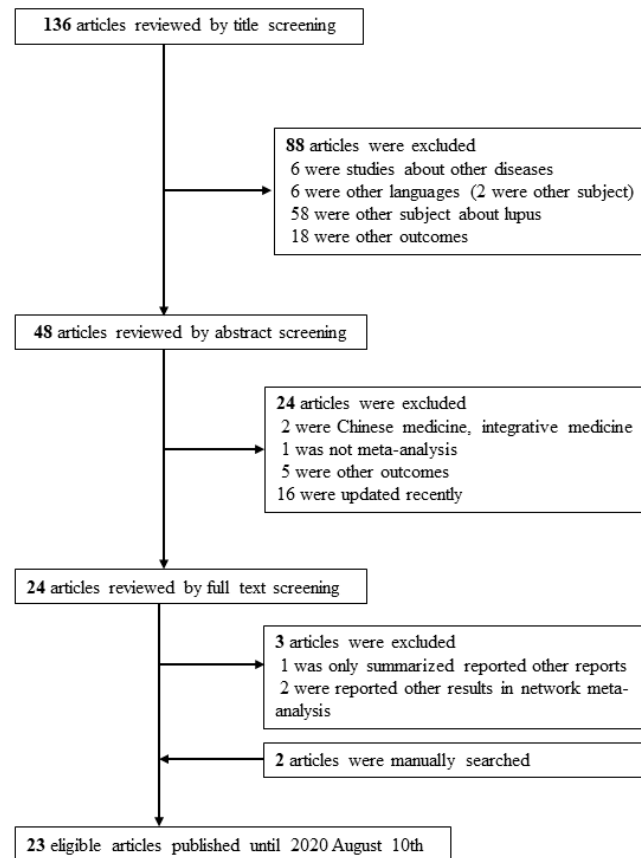 136 articles reviewed by title screening
88 articles were excluded
6 were studies about other diseases
6 were other languages (2 were other subject)
58 were other subject about lupus
18 were other outcomes
48 articles reviewed by abstract screening
24 articles were excluded
2 were Chinese medicine, integrative medicine
1 was not meta-analysis
5 were other outcomes
16 were updated recently
24 articles reviewed by full text screening
3 articles were excluded
1 was only summarized reported other reports
2 were reported other results in network meta-
analysis
2 articles were manually searched
23 eligible articles published until 2020 August 10th